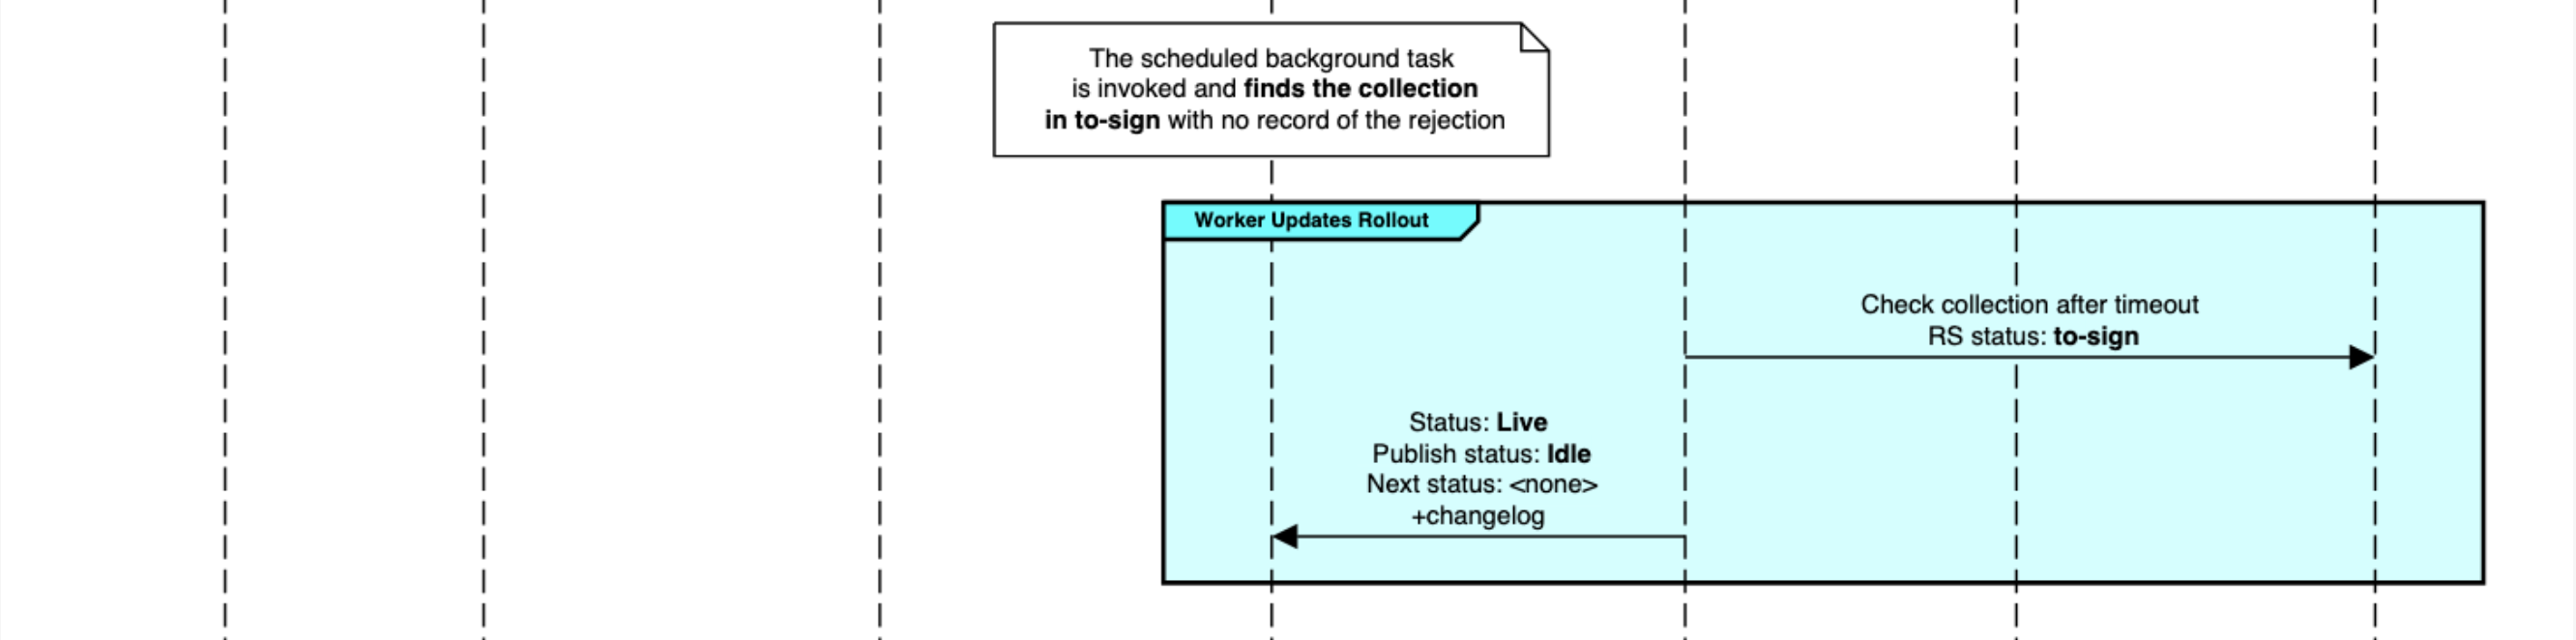 The scheduled background task
is invoked and finds the collection
in to-sign with no record of the rejection
Worker Updates Rollout
Check collection after timeout
RS status: to-sign
Status: Live
Publish status: Idle
Next status: <none>
+changelog